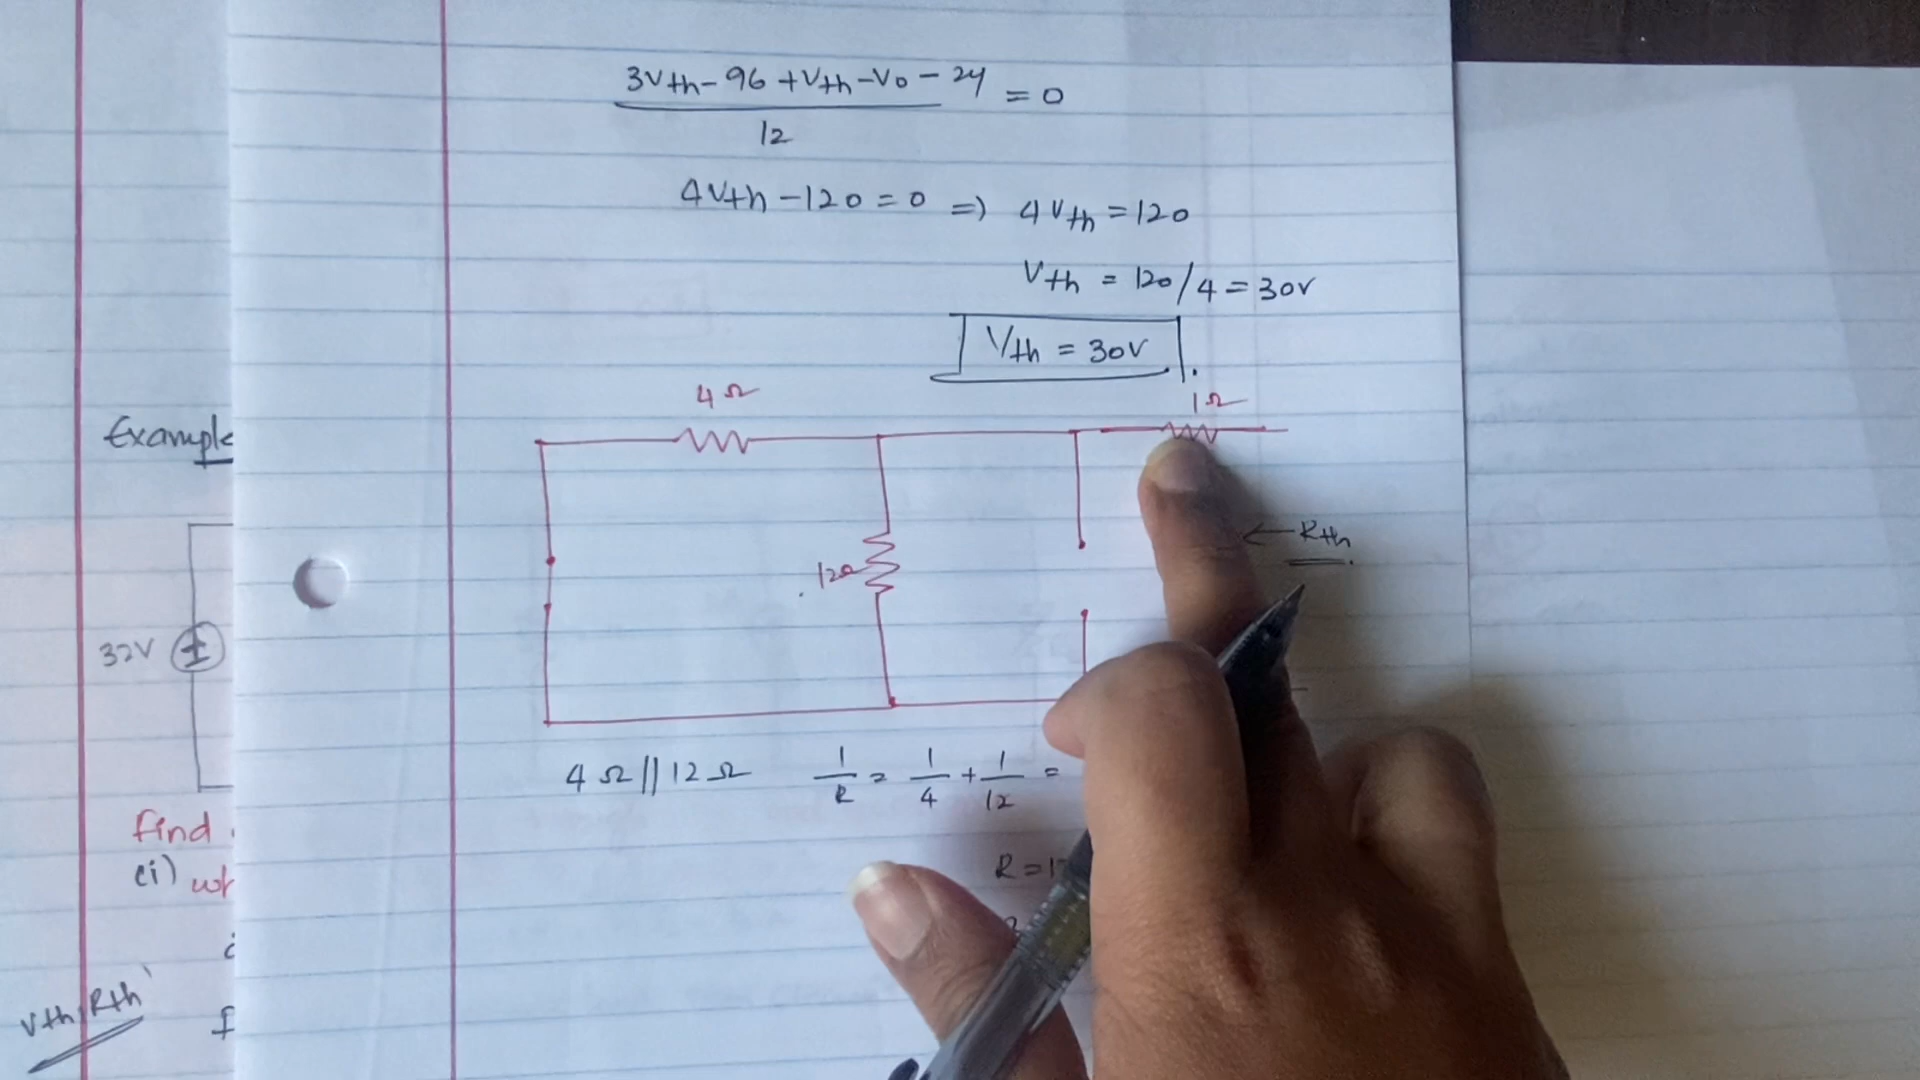 3Vth - 96 + Vth - V0 - 24 = 0
12
4Vth - 120 = 0 => 4Vth = 120
Vth = 120/4 = 30V
Vth = 30V.
4Ω
1Ω
Example
← Rth
12Ω
32V
4Ω || 12Ω 1/R = 1/4 + 1/12 =
find
(i)
R = 1
Vth, Rth